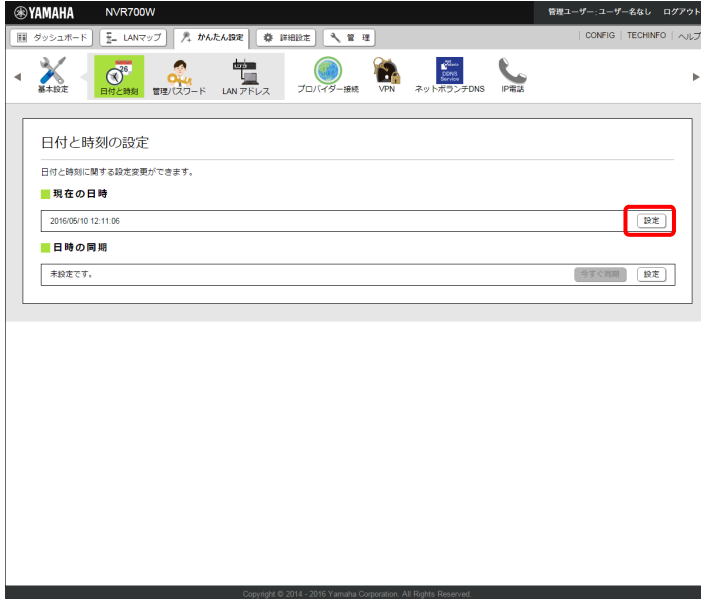 YAMAHA NVR700W 管理ユーザー:ユーザー名なし ログアウト
ダッシュボード LANマップ かんたん設定 詳細設定 管 理 CONFIG TECHINFO ヘルプ
26
DDNS
Service
基本設定 日付と時刻 管理パスワード LAN アドレス プロバイダー接続 VPN ネットボランチDNS IP電話
日付と時刻の設定
日付と時刻に関する設定変更ができます。
現在の日時
2016/05/10 12:11:06 設定
日時の同期
未設定です。 今すぐ同期 設定
Copyright © 2014 - 2016 Yamaha Corporation. All Rights Reserved.